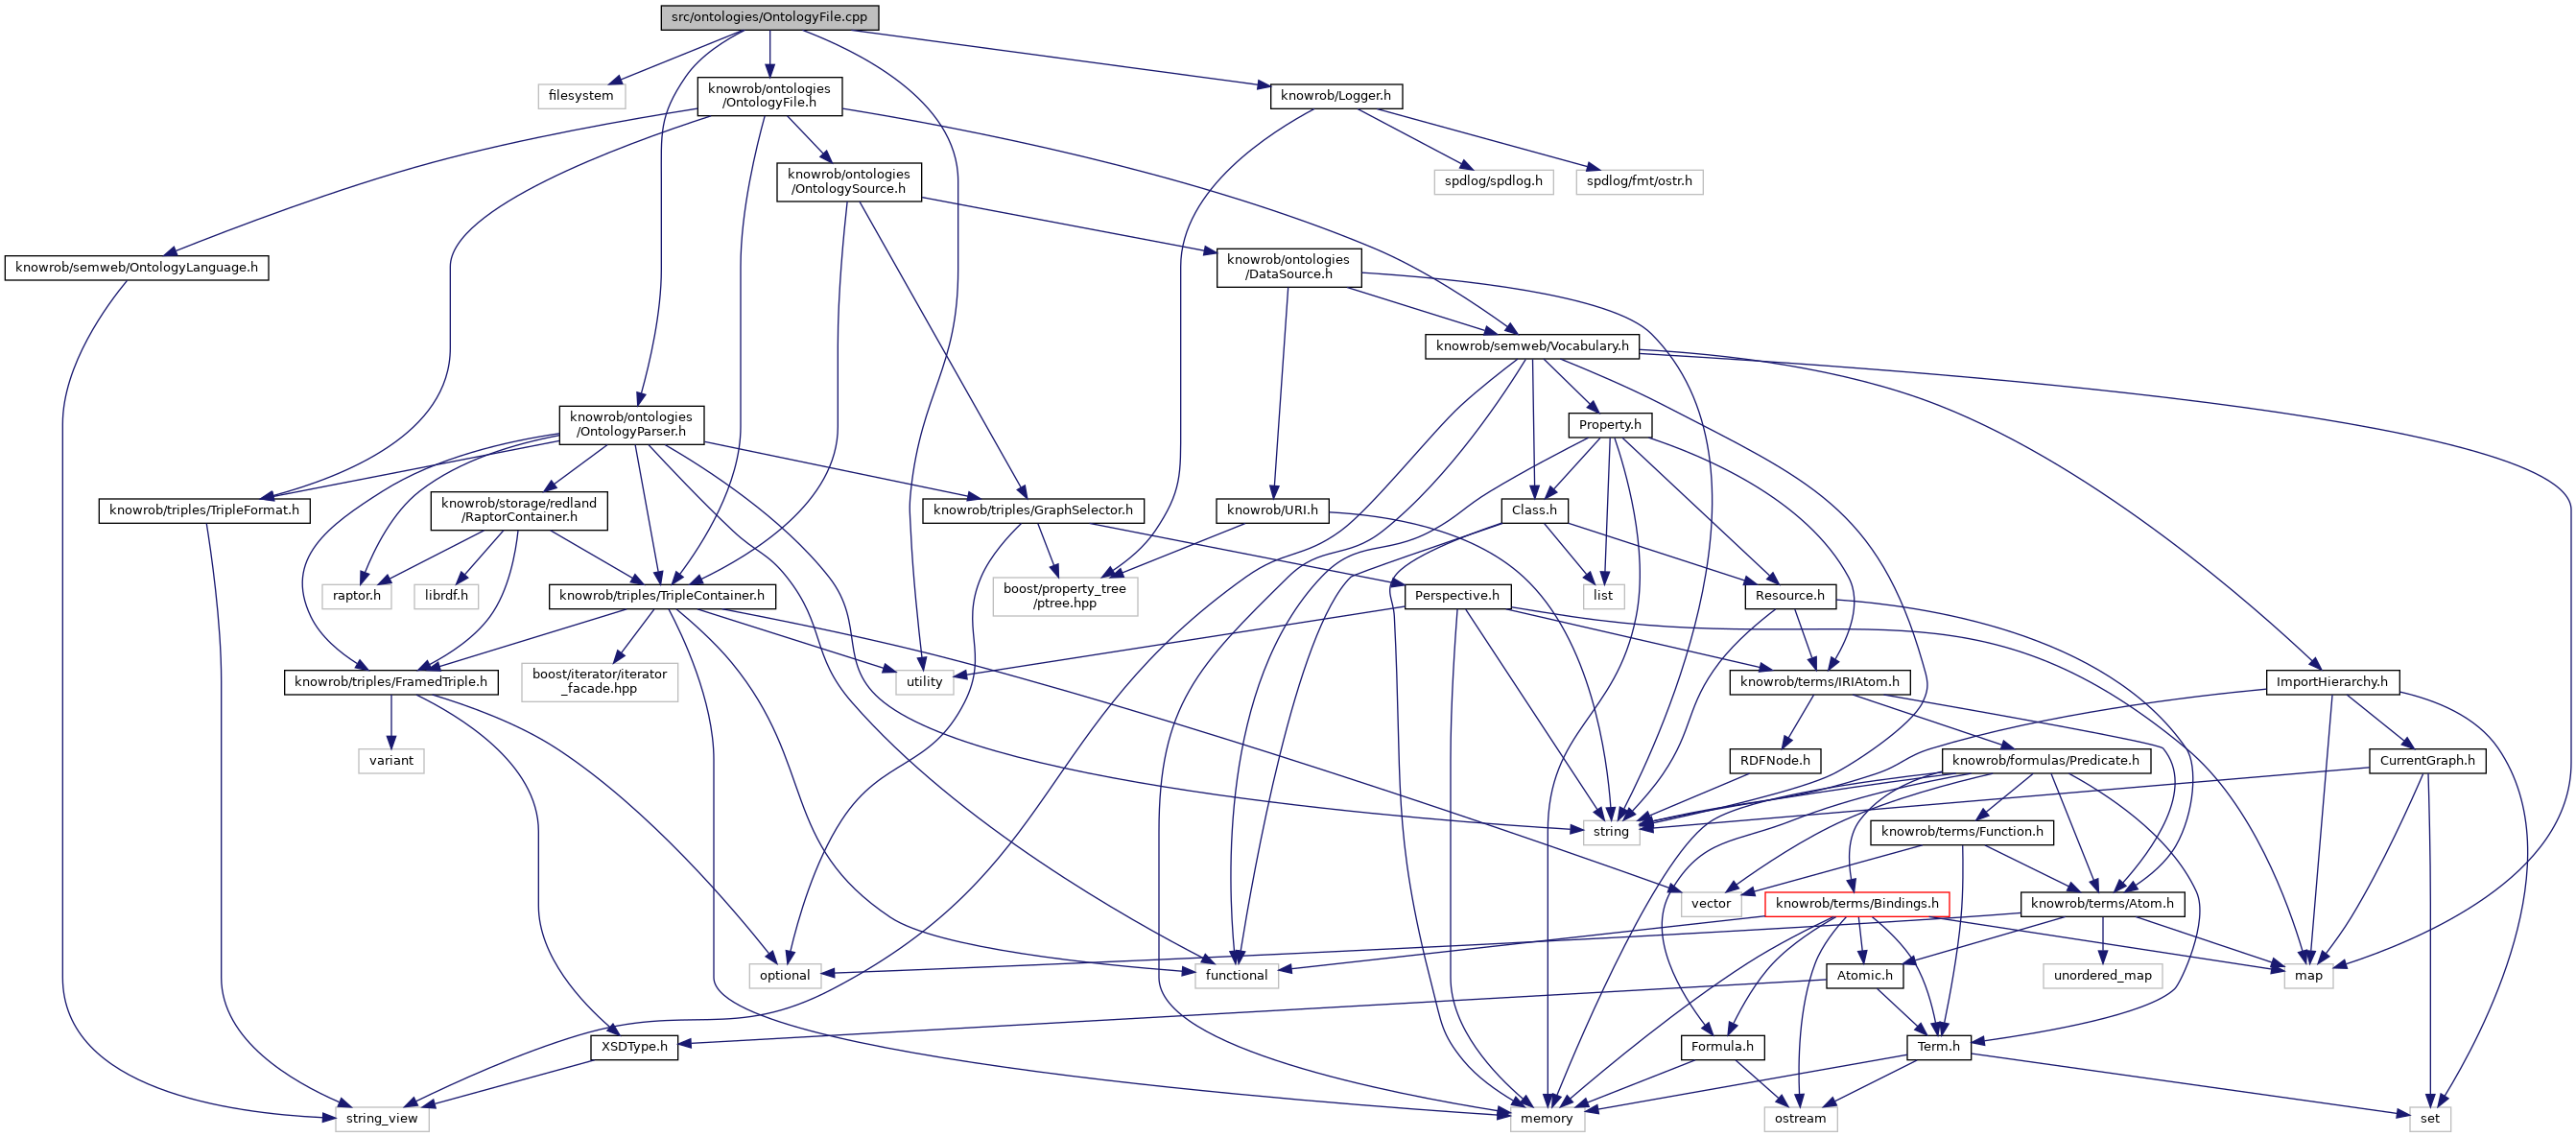 src/ontologies/OntologyFile.cpp
filesystem
knowrob/ontologies
/OntologyFile.h
knowrob/Logger.h
knowrob/ontologies
/OntologySource.h
spdlog/spdlog.h
spdlog/fmt/ostr.h
knowrob/semweb/OntologyLanguage.h
knowrob/ontologies
/DataSource.h
knowrob/semweb/Vocabulary.h
knowrob/ontologies
/OntologyParser.h
Property.h
knowrob/triples/TripleFormat.h
knowrob/storage/redland
/RaptorContainer.h
knowrob/triples/GraphSelector.h
knowrob/URI.h
Class.h
raptor.h
librdf.h
knowrob/triples/TripleContainer.h
boost/property_tree
/ptree.hpp
Perspective.h
list
Resource.h
knowrob/triples/FramedTriple.h
boost/iterator/iterator
_facade.hpp
utility
knowrob/terms/IRIAtom.h
ImportHierarchy.h
variant
RDFNode.h
knowrob/formulas/Predicate.h
CurrentGraph.h
string
knowrob/terms/Function.h
vector
knowrob/terms/Bindings.h
knowrob/terms/Atom.h
optional
functional
Atomic.h
unordered_map
map
XSDType.h
Formula.h
Term.h
string_view
memory
ostream
set